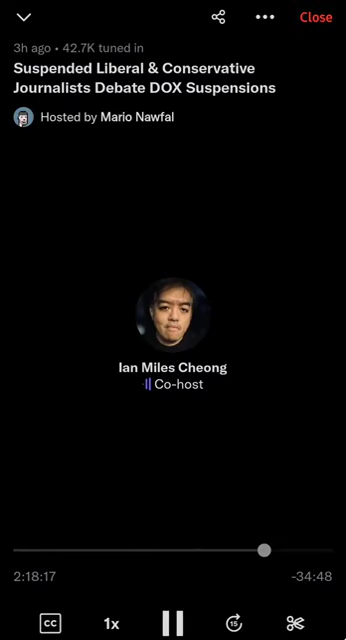 Close
3h ago • 42.7K tuned in
Suspended Liberal & Conservative
Journalists Debate DOX Suspensions
Hosted by Mario Nawfal
Ian Miles Cheong
Co-host
2:18:17
-34:48
CC
1x
15